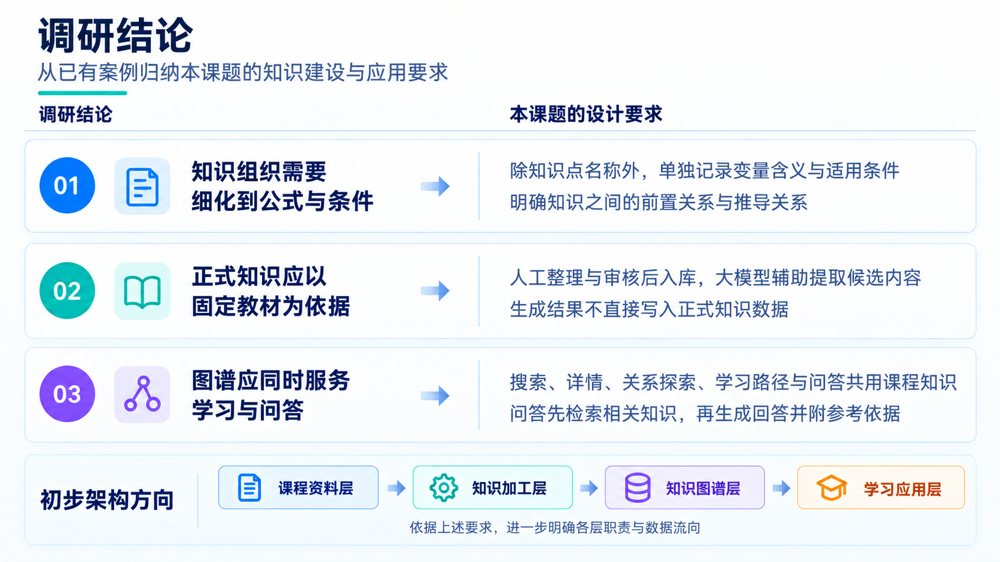 调研结论
从已有案例归纳本课题的知识建设与应用要求
调研结论
本课题的设计要求
01
知识组织需要
细化到公式与条件
除知识点名称外，单独记录变量含义与适用条件
明确知识之间的前置关系与推导关系
02
正式知识应以
固定教材为依据
人工整理与审核后入库，大模型辅助提取候选内容
生成结果不直接写入正式知识数据
03
图谱应同时服务
学习与问答
搜索、详情、关系探索、学习路径与问答共用课程知识
问答先检索相关知识，再生成回答并附参考依据
初步架构方向
课程资料层
知识加工层
知识图谱层
学习应用层
依据上述要求，进一步明确各层职责与数据流向